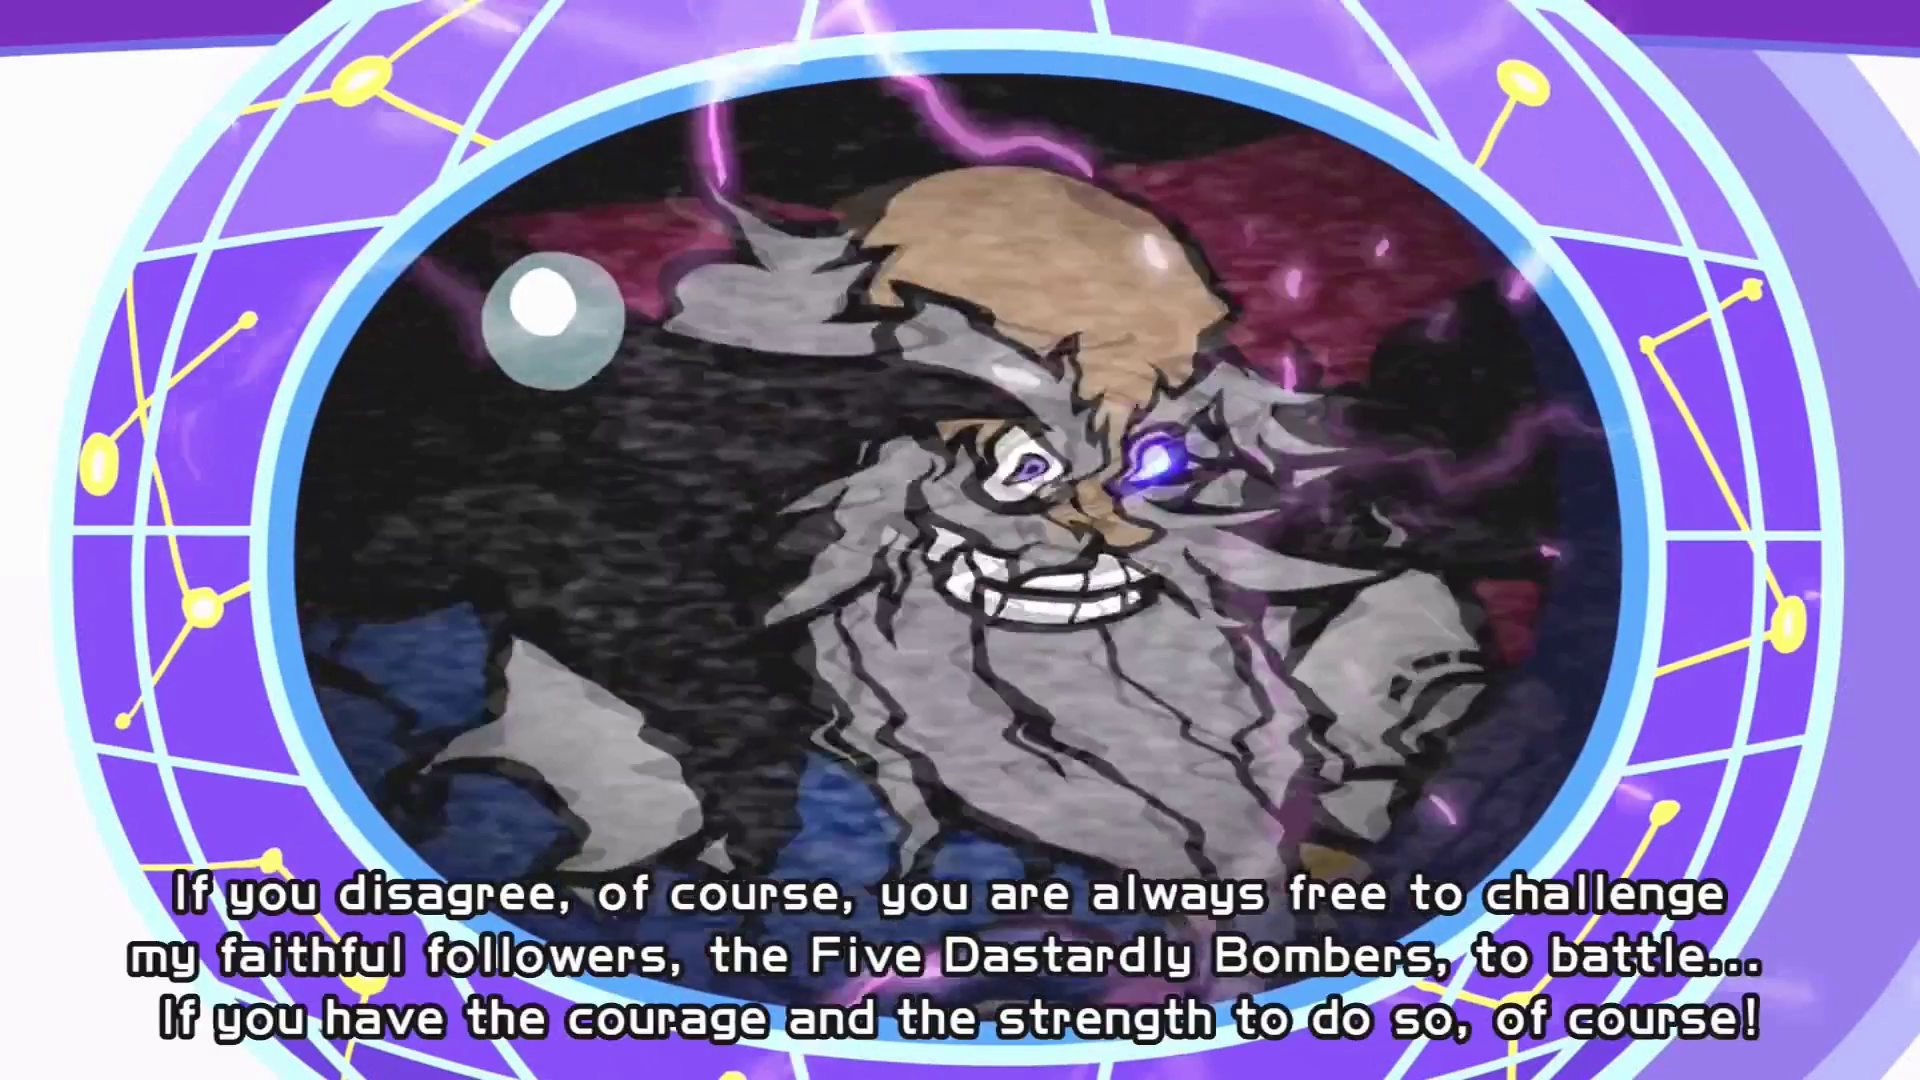 If you disagree, of course, you are always free to challenge
my faithful followers, the Five Dastardly Bombers, to battle...
If you have the courage and the strength to do so, of course!